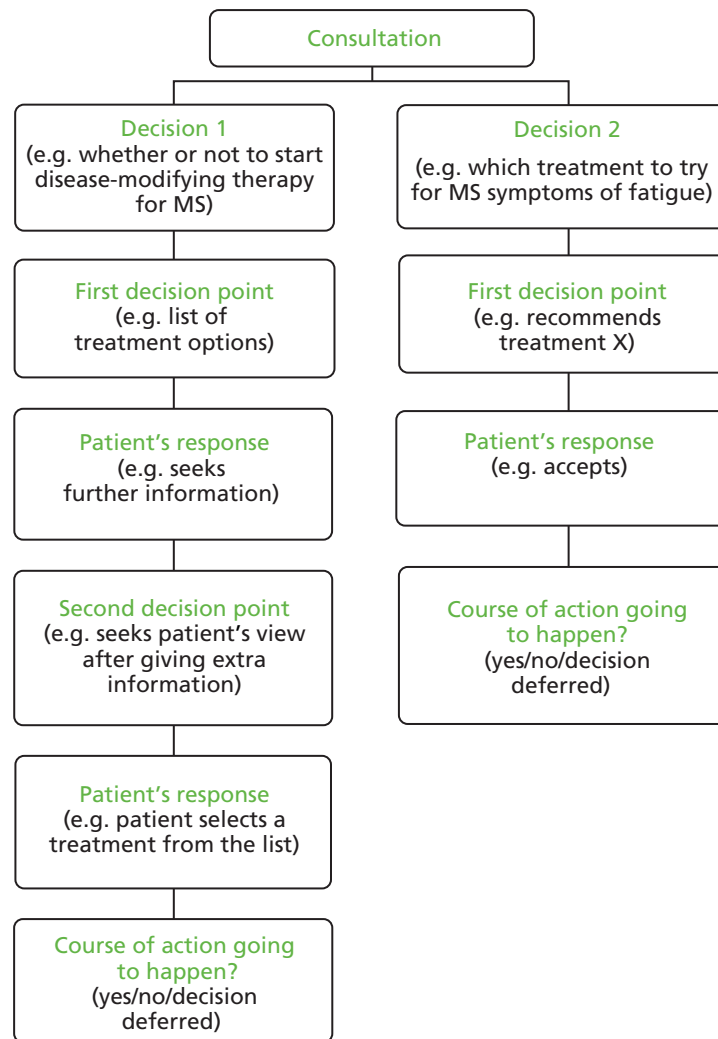 Consultation
Decision 1
(e.g. whether or not to start
disease-modifying therapy
for MS)
First decision point
(e.g. list of
treatment options)
Patient’s response
(e.g. seeks
further information)
Second decision point
(e.g. seeks patient’s view
after giving extra
information)
Patient’s response
(e.g. patient selects a
treatment from the list)
Course of action going
to happen?
(yes/no/decision
deferred)
Decision 2
(e.g. which treatment to try
for MS symptoms of fatigue)
First decision point
(e.g. recommends
treatment X)
Patient’s response
(e.g. accepts)
Course of action going
to happen?
(yes/no/decision
deferred)